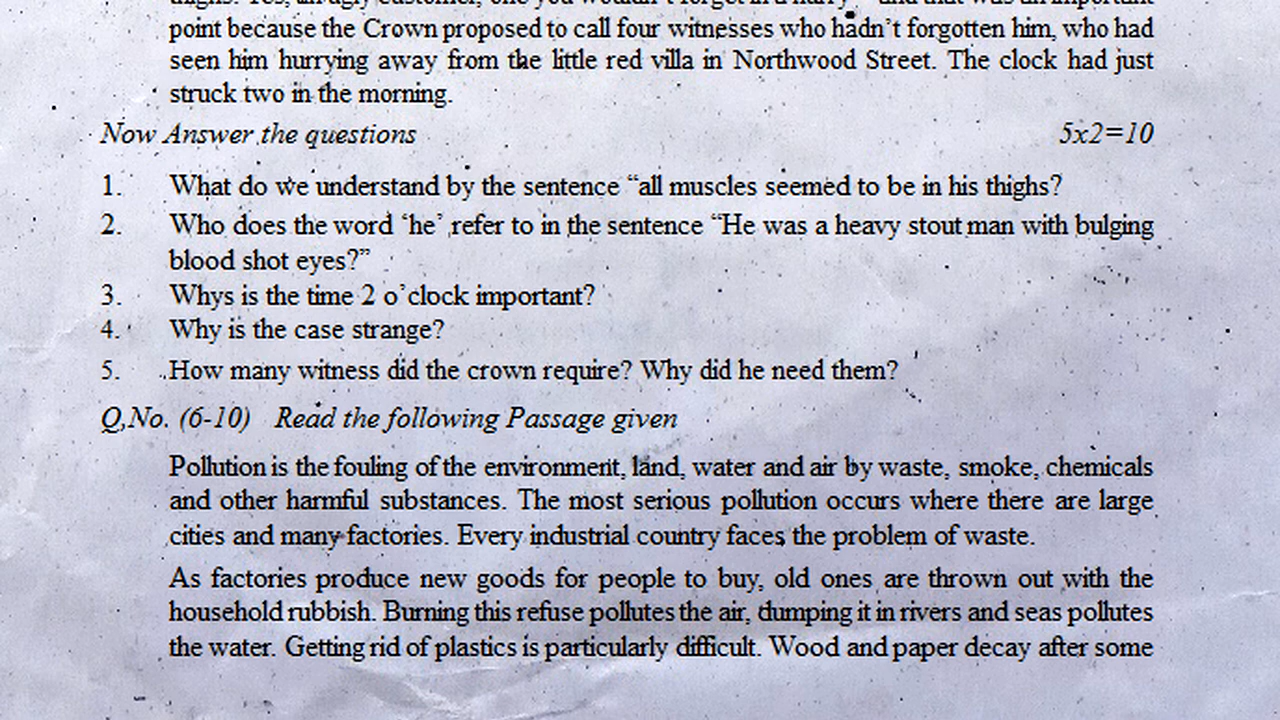 point because the Crown proposed to call four witnesses who hadn't forgotten him, who had
seen him hurrying away from the little red villa in Northwood Street. The clock had just
struck two in the morning.
Now Answer the questions 5x2=10
1. What do we understand by the sentence “all muscles seemed to be in his thighs?
2. Who does the word ‘he’ refer to in the sentence “He was a heavy stout man with bulging
blood shot eyes?”
3. Whys is the time 2 o’clock important?
4. Why is the case strange?
5. How many witness did the crown require? Why did he need them?
Q,No. (6-10) Read the following Passage given
Pollution is the fouling of the environment, land, water and air by waste, smoke, chemicals
and other harmful substances. The most serious pollution occurs where there are large
cities and many factories. Every industrial country faces the problem of waste.
As factories produce new goods for people to buy, old ones are thrown out with the
household rubbish. Burning this refuse pollutes the air, dumping it in rivers and seas pollutes
the water. Getting rid of plastics is particularly difficult. Wood and paper decay after some